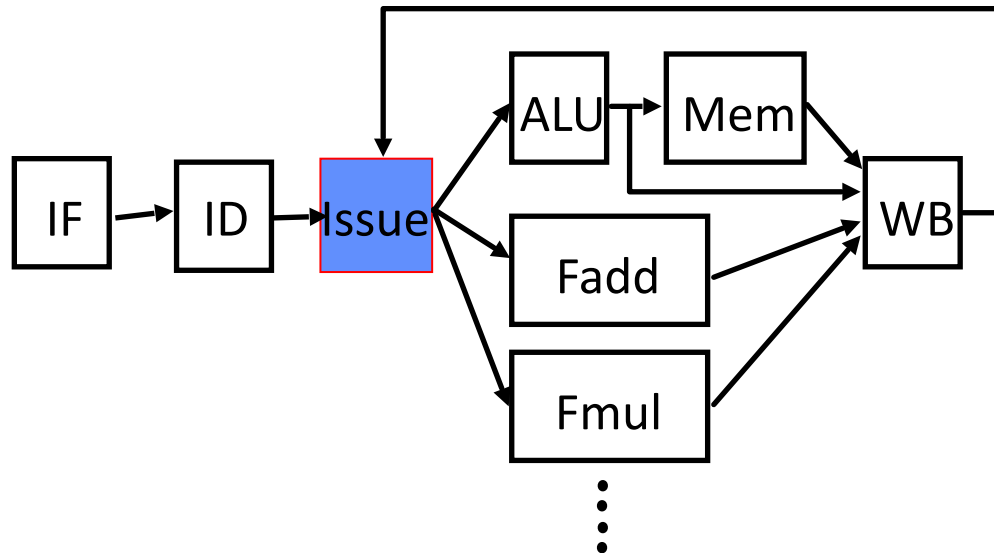 IF
ID
Issue
ALU
Mem
Fadd
Fmul
WB